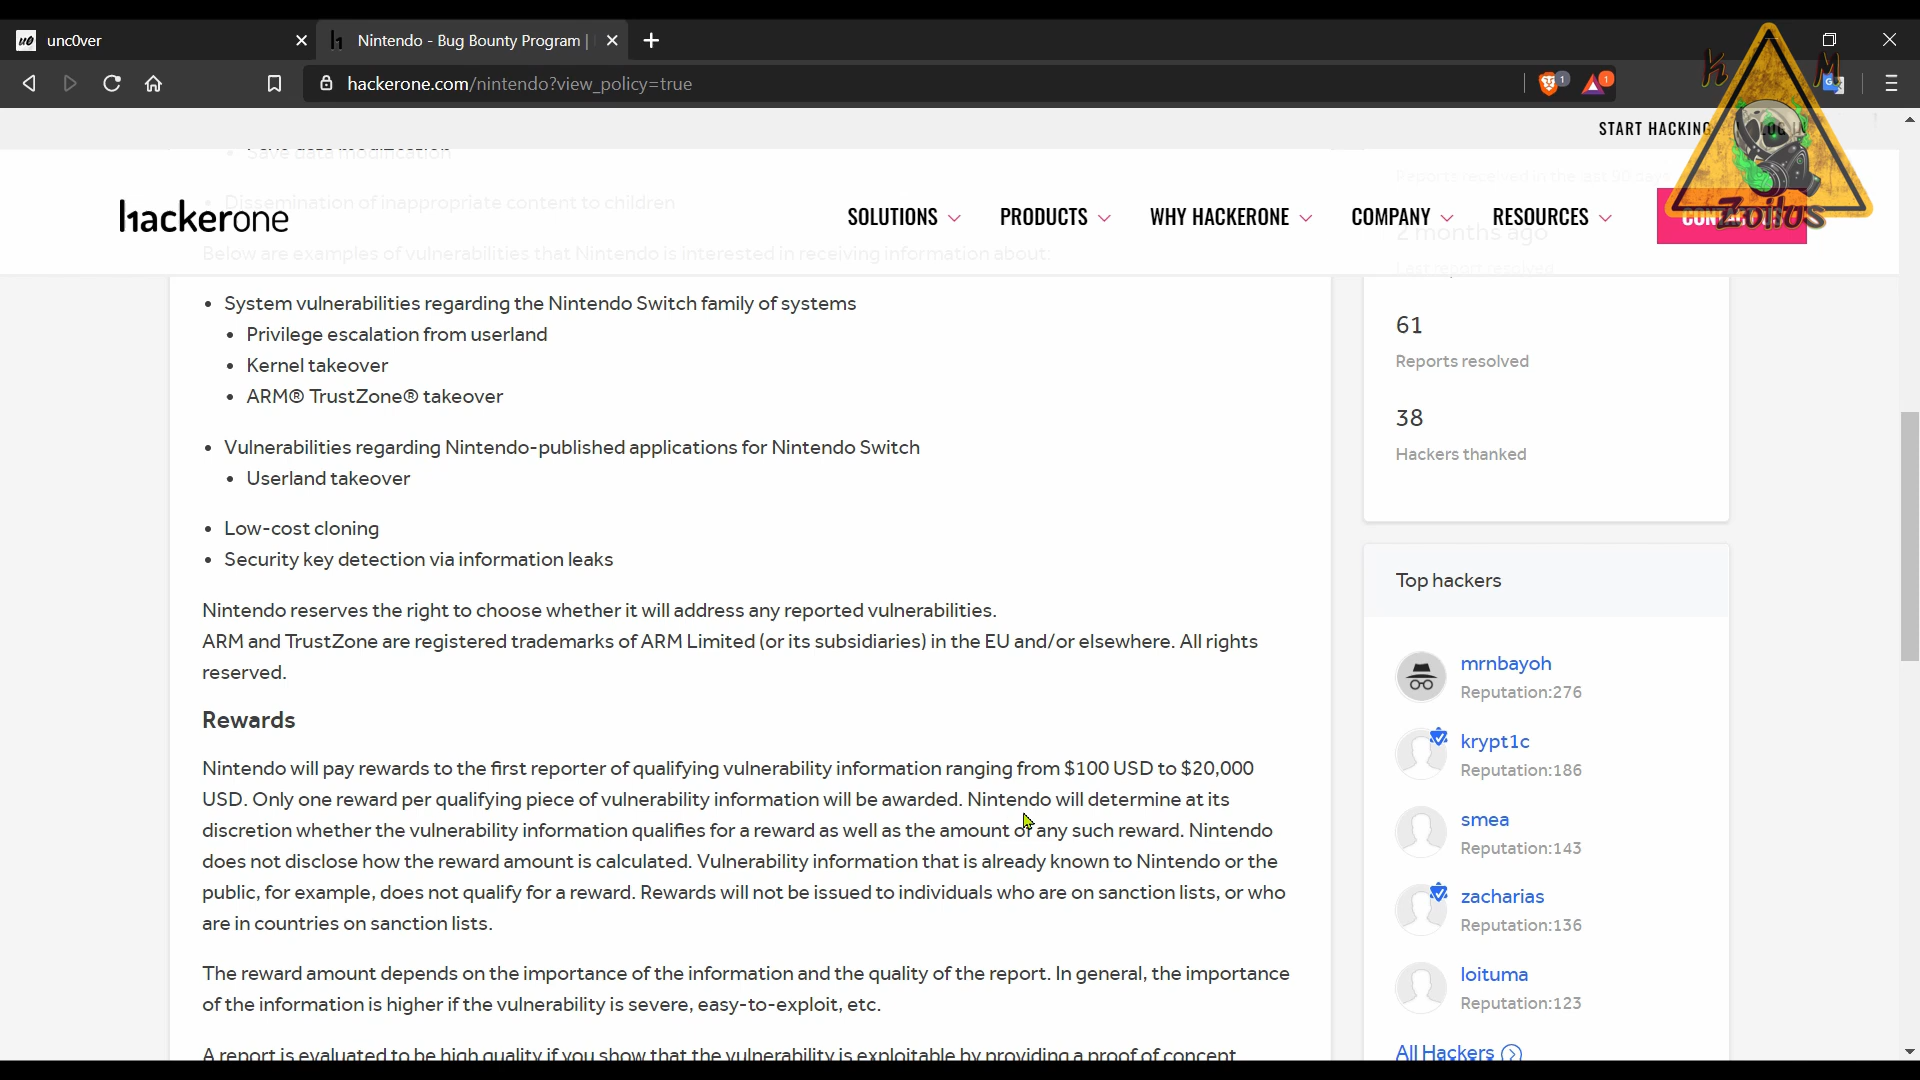 unc0ver
Nintendo - Bug Bounty Program |
hackerone.com/nintendo?view_policy=true
1
1
START HACKING
LOG IN
K M
Zoilus
Save data modification
Dissemination of inappropriate content to children
Below are examples of vulnerabilities that Nintendo is interested in receiving information about:
hackerone
SOLUTIONS
PRODUCTS
WHY HACKERONE
COMPANY
RESOURCES
Reports received in the last 90 days
2 months ago
Last report resolved
• System vulnerabilities regarding the Nintendo Switch family of systems
• Privilege escalation from userland
• Kernel takeover
• ARM® TrustZone® takeover
• Vulnerabilities regarding Nintendo-published applications for Nintendo Switch
• Userland takeover
• Low-cost cloning
• Security key detection via information leaks
Nintendo reserves the right to choose whether it will address any reported vulnerabilities.
ARM and TrustZone are registered trademarks of ARM Limited (or its subsidiaries) in the EU and/or elsewhere. All rights
reserved.
Rewards
Nintendo will pay rewards to the first reporter of qualifying vulnerability information ranging from $100 USD to $20,000
USD. Only one reward per qualifying piece of vulnerability information will be awarded. Nintendo will determine at its
discretion whether the vulnerability information qualifies for a reward as well as the amount of any such reward. Nintendo
does not disclose how the reward amount is calculated. Vulnerability information that is already known to Nintendo or the
public, for example, does not qualify for a reward. Rewards will not be issued to individuals who are on sanction lists, or who
are in countries on sanction lists.
The reward amount depends on the importance of the information and the quality of the report. In general, the importance
of the information is higher if the vulnerability is severe, easy-to-exploit, etc.
A report is evaluated to be high quality if you show that the vulnerability is exploitable by providing a proof of concept
61
Reports resolved
38
Hackers thanked
Top hackers
mrnbayoh
Reputation:276
krypt1c
Reputation:186
smea
Reputation:143
zacharias
Reputation:136
loituma
Reputation:123
All Hackers